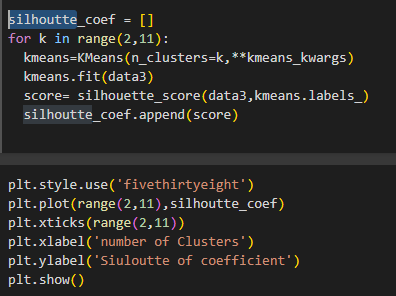 silhoutte_coef = []
for k in range(2,11):
  kmeans=KMeans(n_clusters=k,**kmeans_kwargs)
  kmeans.fit(data3)
  score= silhouette_score(data3,kmeans.labels_)
  silhoutte_coef.append(score)
plt.style.use('fivethirtyeight')
plt.plot(range(2,11),silhoutte_coef)
plt.xticks(range(2,11))
plt.xlabel('number of Clusters')
plt.ylabel('Siuloutte of coefficient')
plt.show()